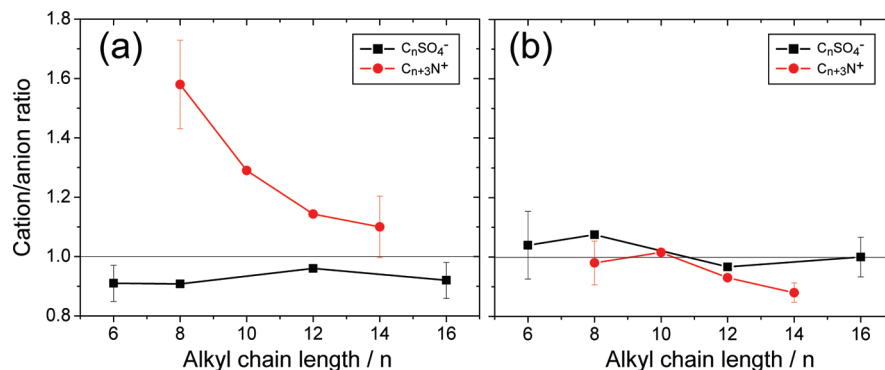 (a)
CₙSO₄⁻
Cₙ₊₃N⁺
Cation/anion ratio
1.8
1.6
1.4
1.2
1.0
0.8
6 8 10 12 14 16
Alkyl chain length / n
(b)
CₙSO₄⁻
Cₙ₊₃N⁺
6 8 10 12 14 16
Alkyl chain length / n